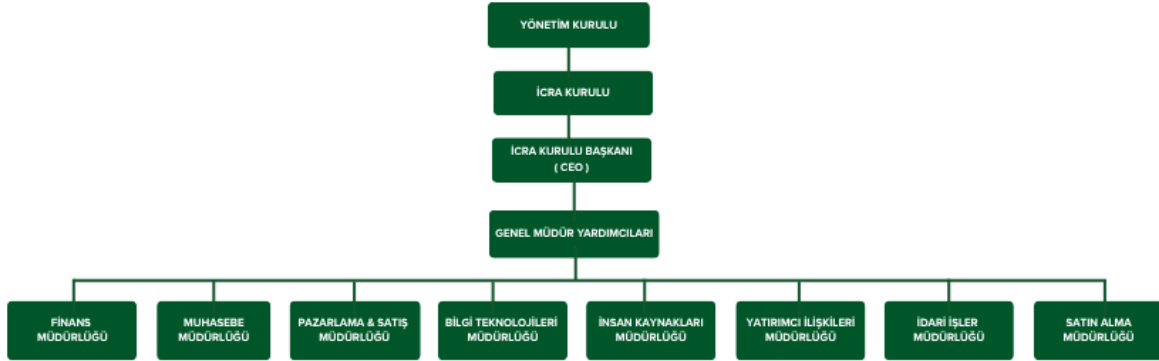 YÖNETİM KURULU
İCRA KURULU
İCRA KURULU BAŞKANI
( CEO )
GENEL MÜDÜR YARDIMCILARI
FİNANS
MÜDÜRLÜĞÜ
MUHASEBE
MÜDÜRLÜĞÜ
PAZARLAMA & SATIŞ
MÜDÜRLÜĞÜ
BİLGİ TEKNOLOJİLERİ
MÜDÜRLÜĞÜ
İNSAN KAYNAKLARI
MÜDÜRLÜĞÜ
YATIRIMCI İLİŞKİLERİ
MÜDÜRLÜĞÜ
İDARİ İŞLER
MÜDÜRLÜĞÜ
SATIN ALMA
MÜDÜRLÜĞÜ